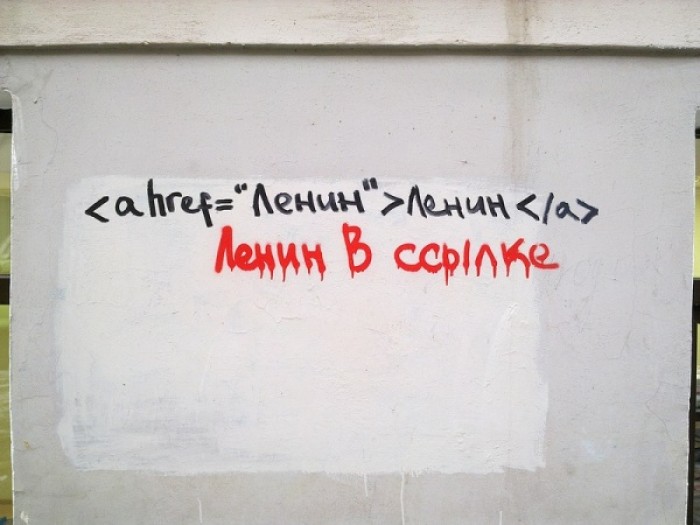 <a href="Ленин">Ленин</a>
Ленин В ссылке